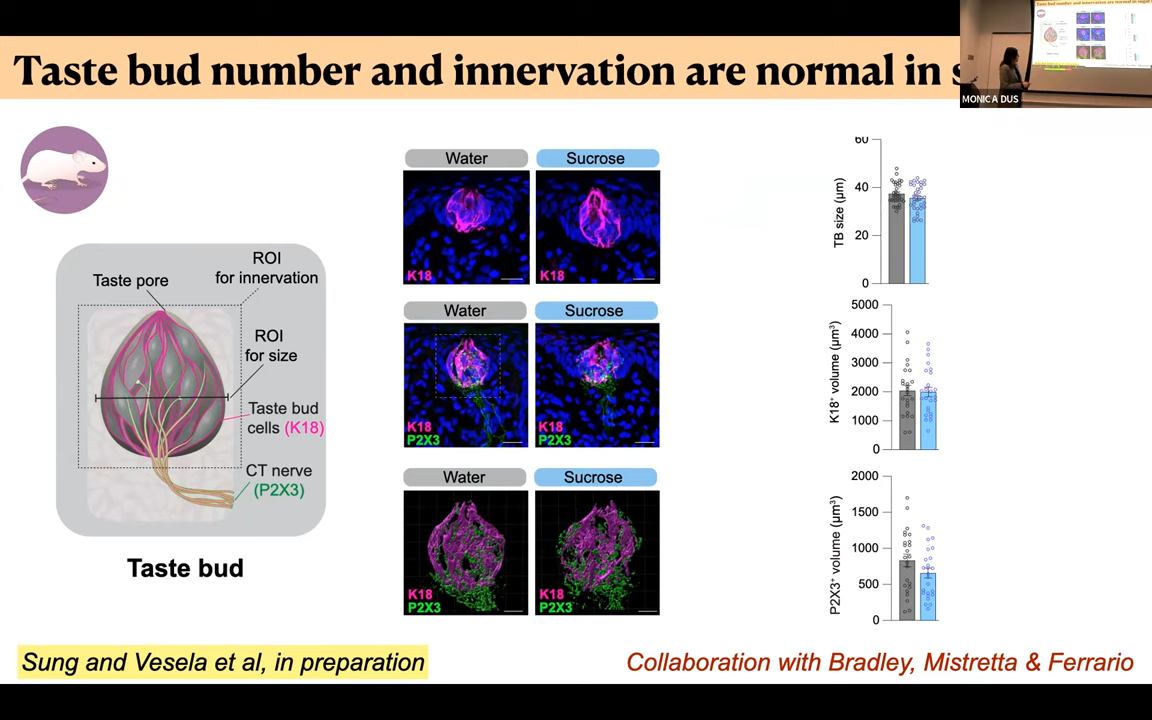 Taste bud number and innervation are normal in s
MONICA DUS
Taste pore
ROI
for innervation
ROI
for size
Taste bud
cells (K18)
CT nerve
(P2X3)
Taste bud
Water
Sucrose
K18
K18
Water
Sucrose
K18
P2X3
K18
P2X3
Water
Sucrose
K18
P2X3
K18
P2X3
TB size (μm)
60
40
20
0
K18⁺ volume (μm³)
5000
4000
3000
2000
1000
0
P2X3⁺ volume (μm³)
2000
1500
1000
500
0
Sung and Vesela et al, in preparation
Collaboration with Bradley, Mistretta & Ferrario